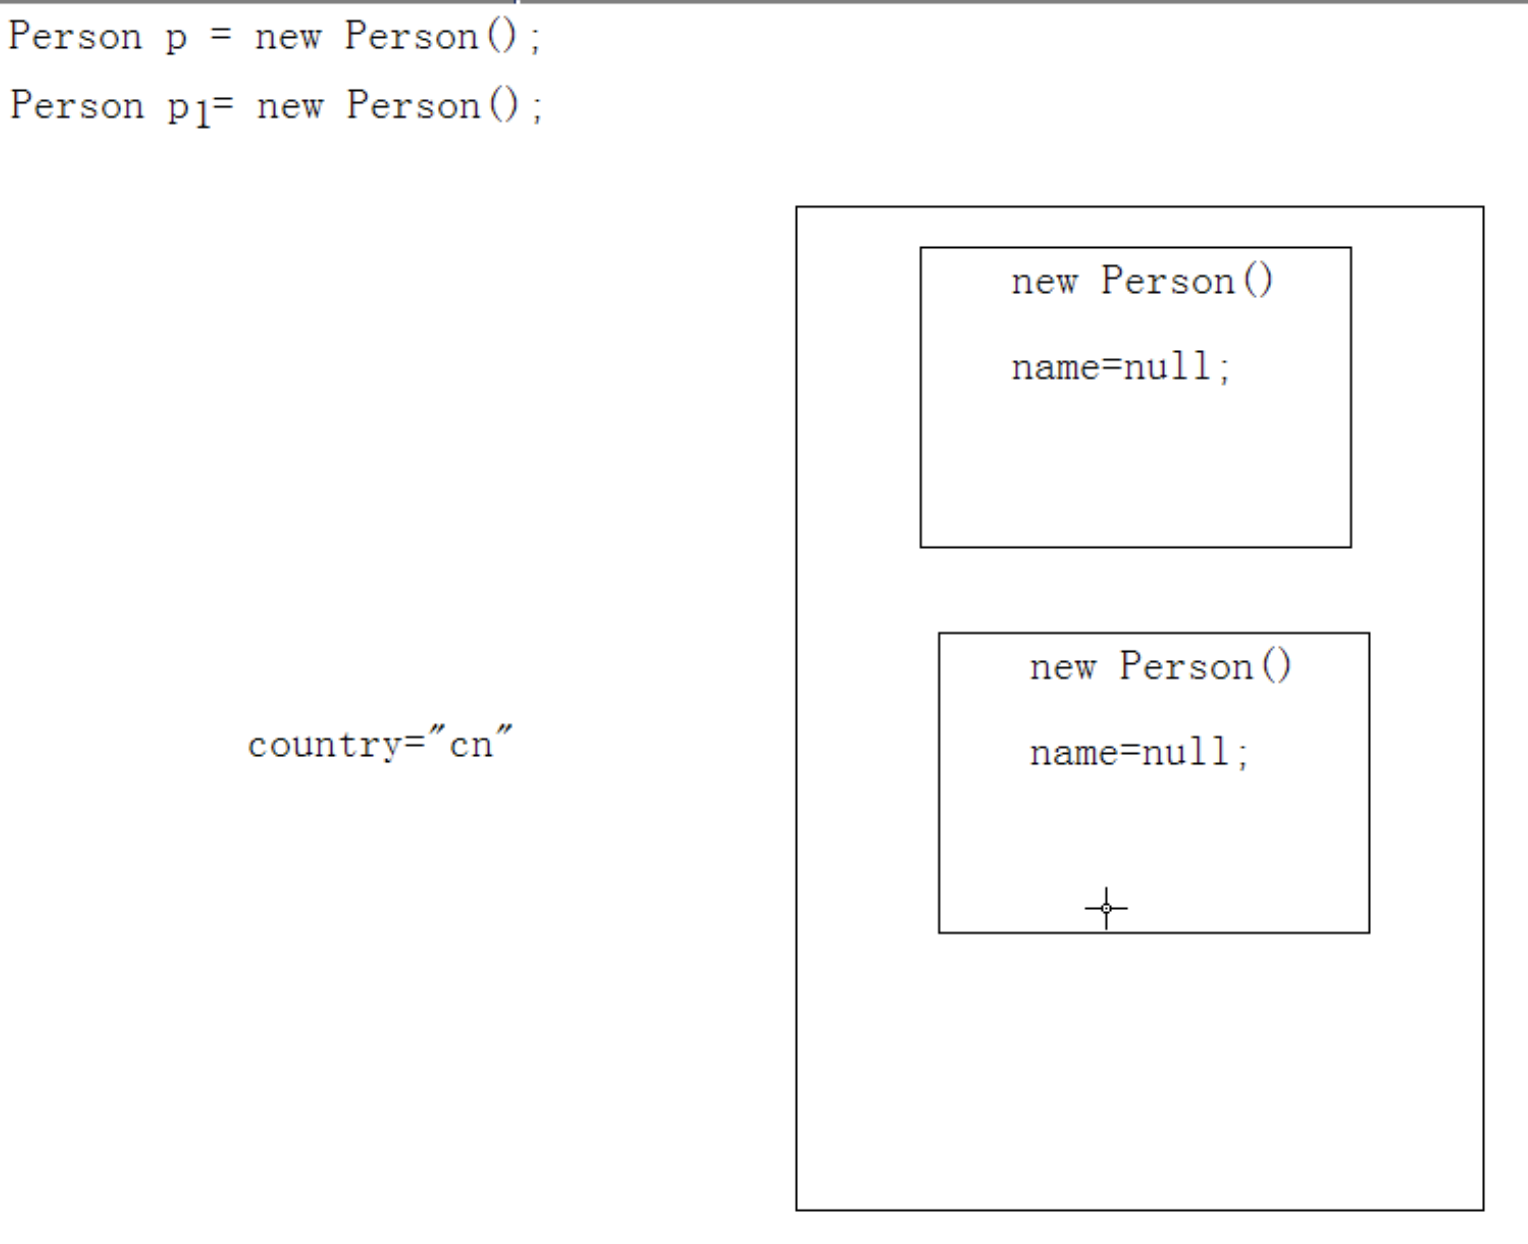 Person p = new Person();
Person p1= new Person();
new Person()
name=null;
new Person()
name=null;
country="cn"